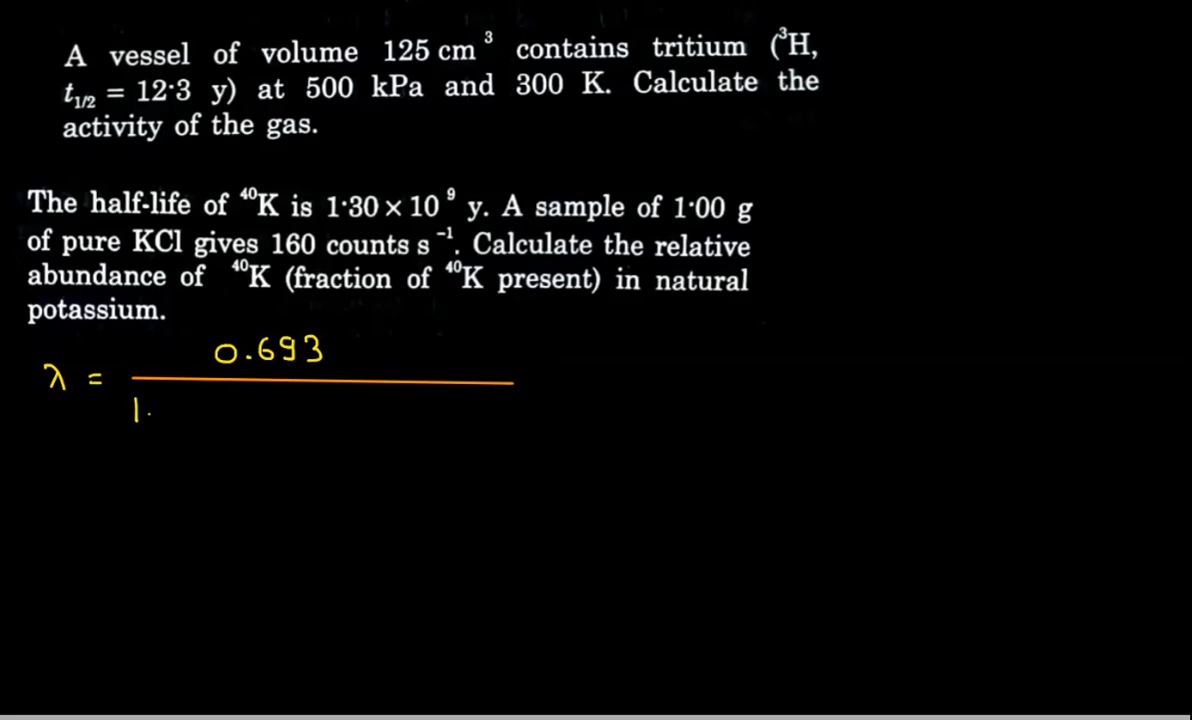 A vessel of volume 125 cm³ contains tritium (³H,
t₁/₂ = 12·3 y) at 500 kPa and 300 K. Calculate the
activity of the gas.
The half-life of ⁴⁰K is 1·30 × 10⁹ y. A sample of 1·00 g
of pure KCl gives 160 counts s⁻¹. Calculate the relative
abundance of ⁴⁰K (fraction of ⁴⁰K present) in natural
potassium.
0.693
λ =
1.